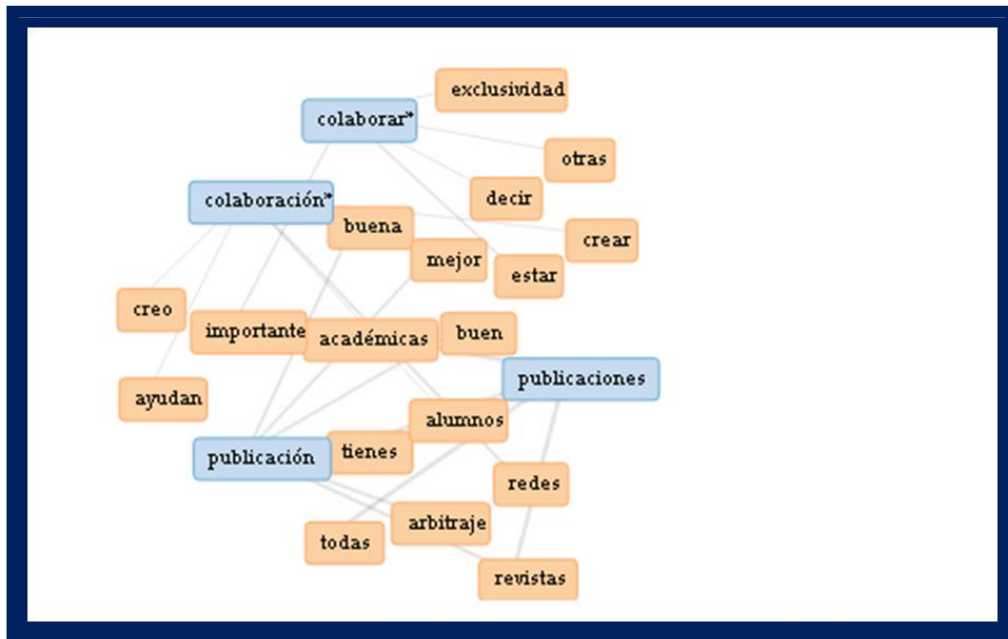 exclusividad
colaborar*
otras
decir
colaboración*
buena
crear
mejor
estar
creo
importante
académicas
buen
publicaciones
ayudan
alumnos
tienes
publicación
redes
arbitraje
todas
revistas